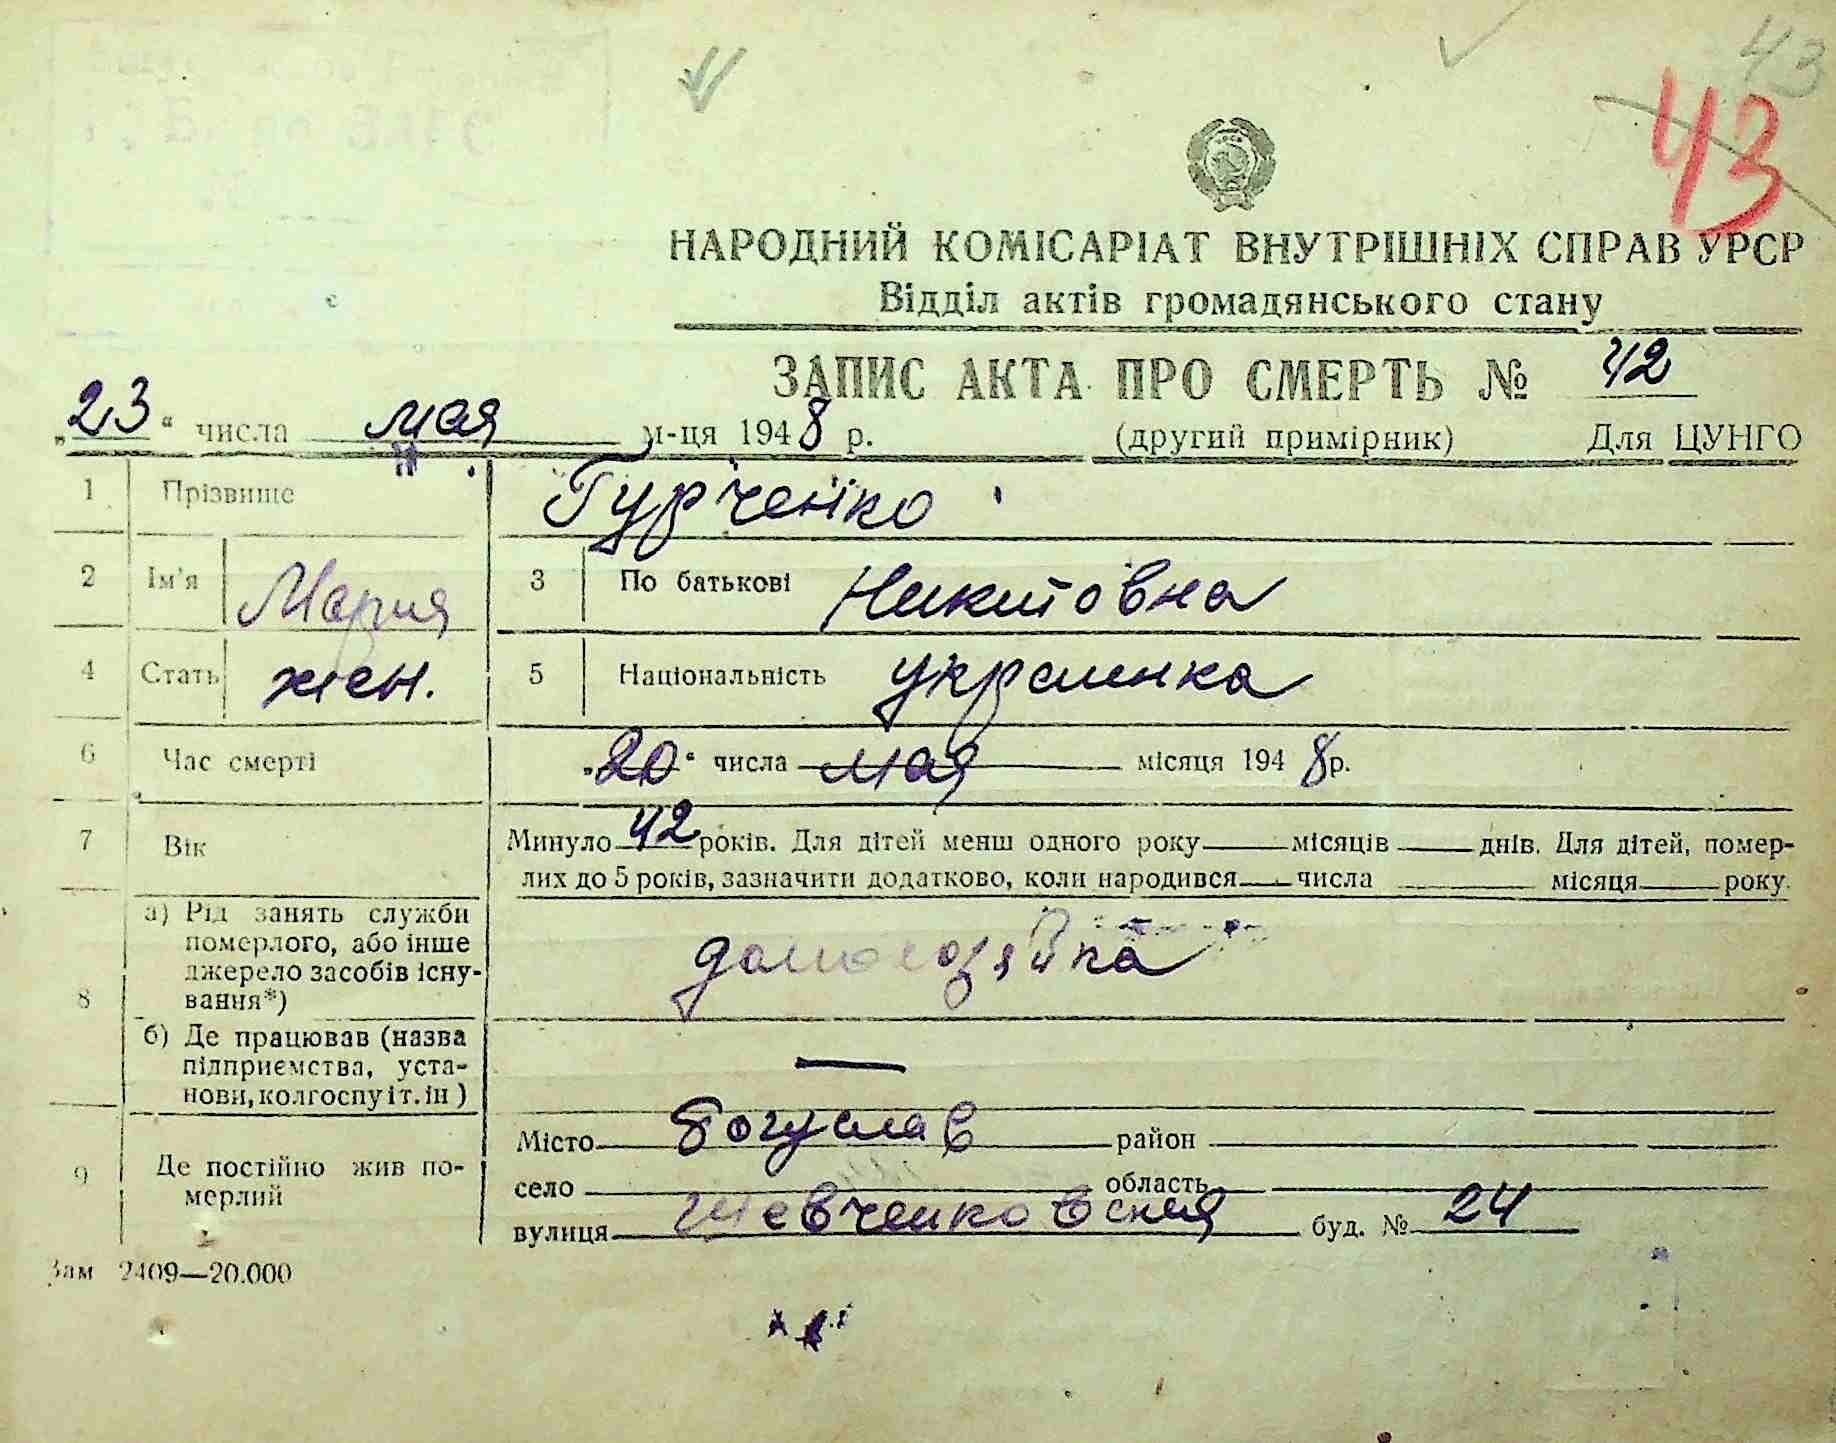 43
43
НАРОДНИЙ КОМІСАРІАТ ВНУТРІШНІХ СПРАВ УРСР
Відділ актів громадянського стану
ЗАПИС АКТА ПРО СМЕРТЬ № 42
„23“ числа мая м-ця 1948 р. (другий примірник) Для ЦУНГО
1 Прізвище Гурченко
2 Ім'я Мария 3 По батькові Никитовна
4 Стать жен. 5 Національність украинка
6 Час смерті „20“ числа мая місяця 1948 р.
7 Вік Минуло 42 років. Для дітей менш одного року місяців днів. Для дітей, помер-
лих до 5 років, зазначити додатково, коли народився числа місяця року.
8 а) Рід занять служби
померлого, або інше
джерело засобів існу-
вання*) домохозяйка
б) Де працював (назва
підприємства, уста-
нови, колгоспу і т. ін) —
9 Де постійно жив по-
мерлий
Місто Богуслав район
село область
вулиця Шевченковская буд. № 24
Зам 2409—20.000